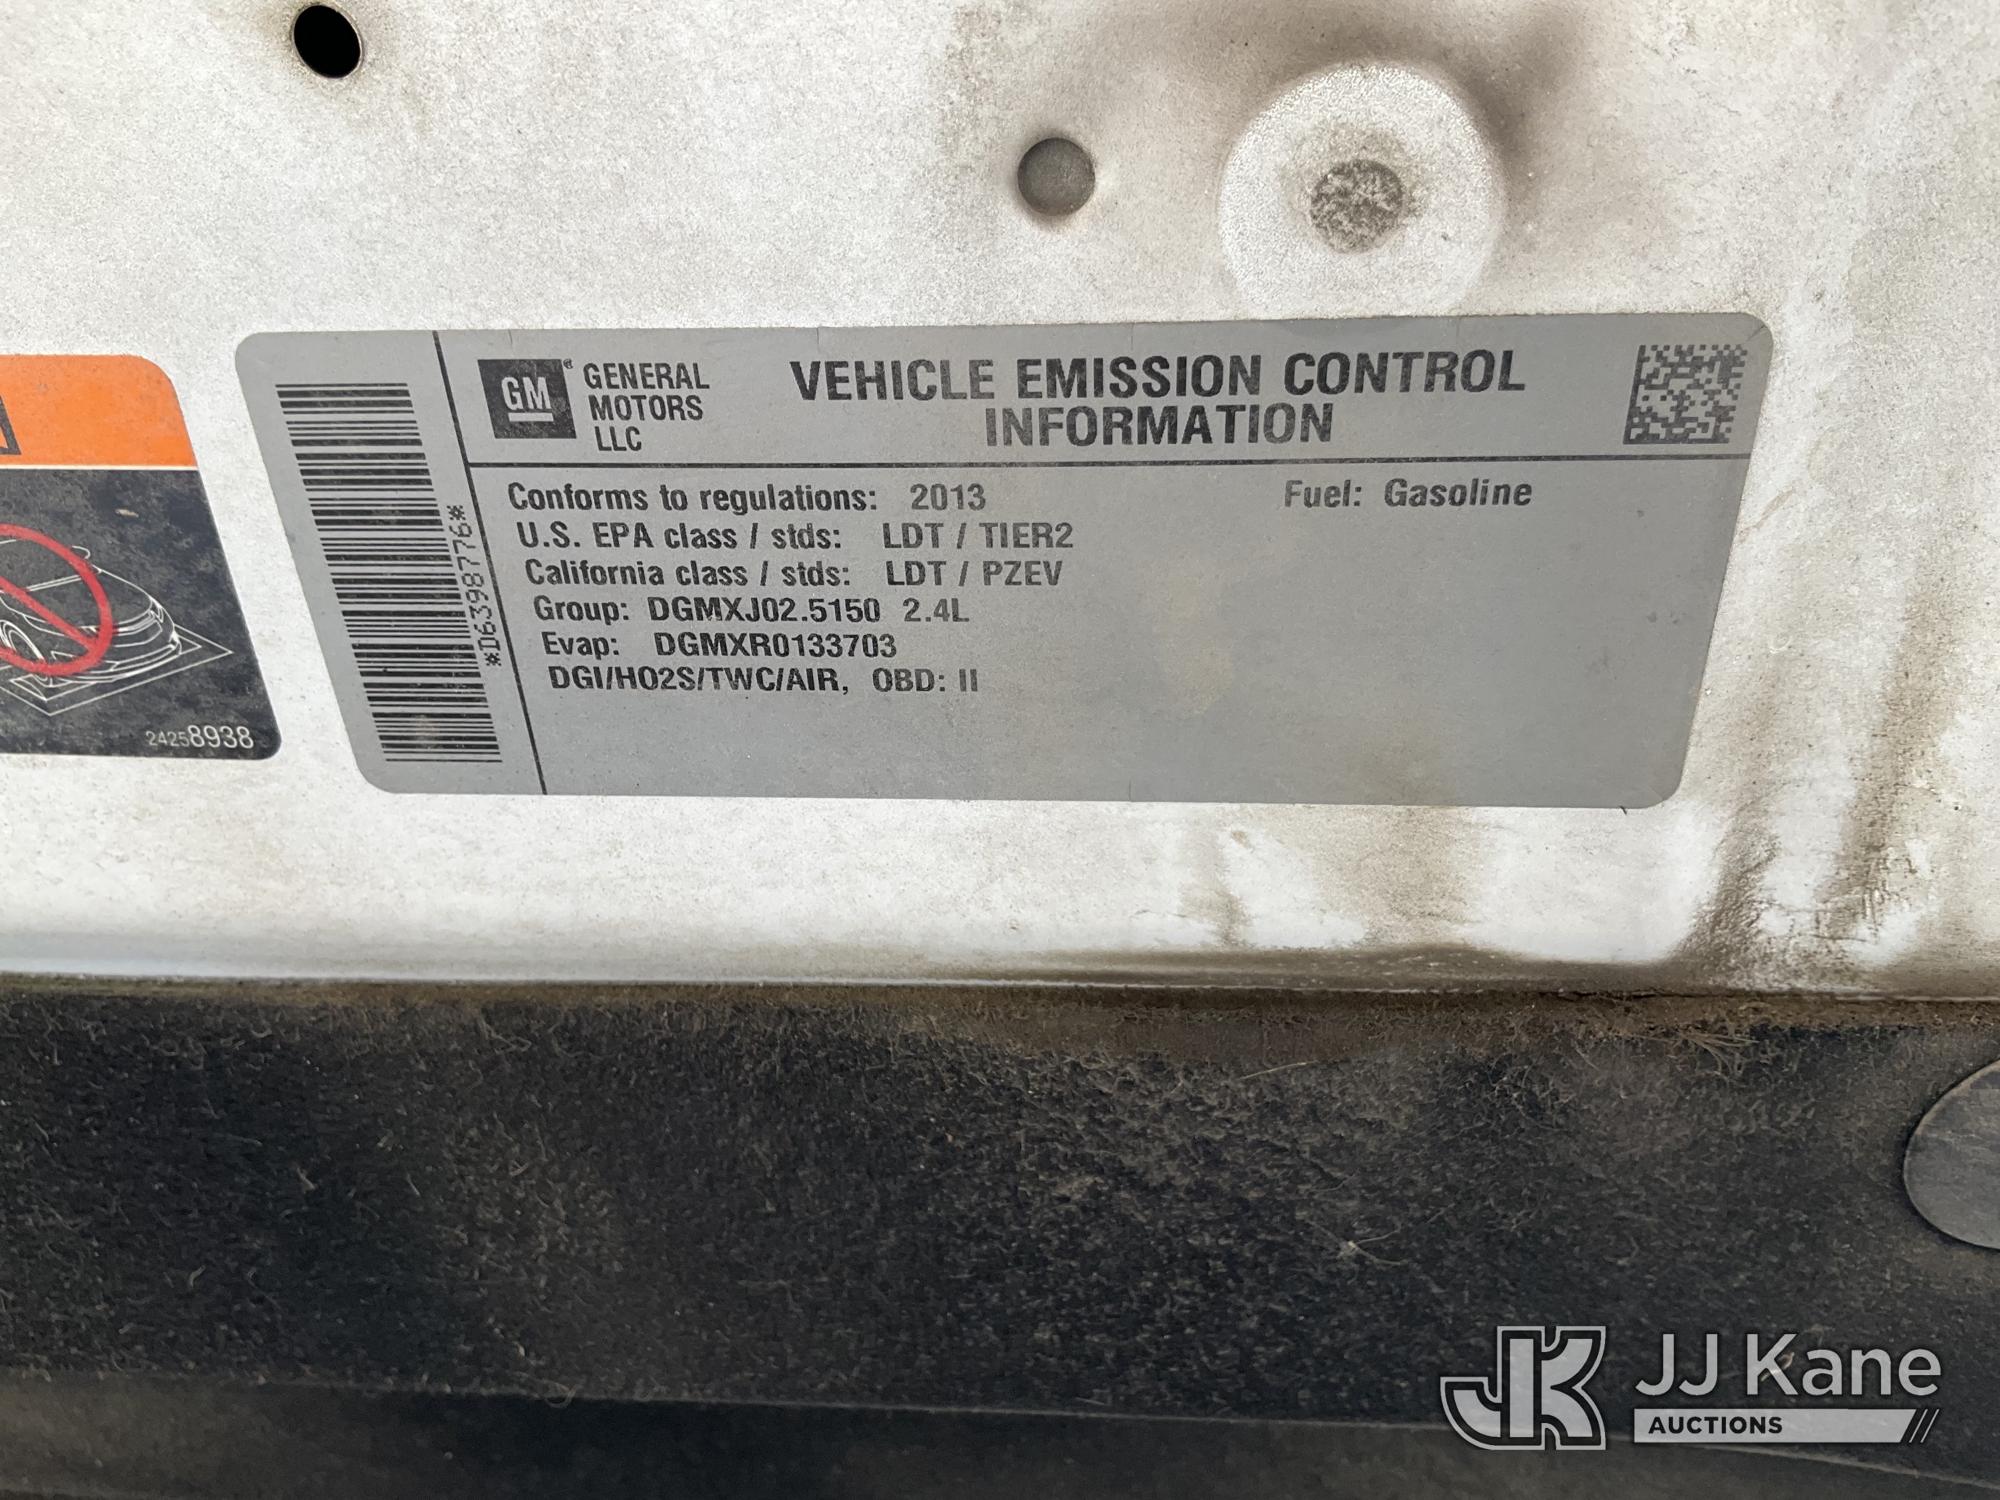 GM
® GENERAL
MOTORS
LLC
VEHICLE EMISSION CONTROL
INFORMATION
*D6398776*
Conforms to regulations: 2013 Fuel: Gasoline
U.S. EPA class / stds: LDT / TIER2
California class / stds: LDT / PZEV
Group: DGMXJ02.5150 2.4L
Evap: DGMXR0133703
DGI/HO2S/TWC/AIR, OBD: II
24258938
JK JJ Kane
AUCTIONS